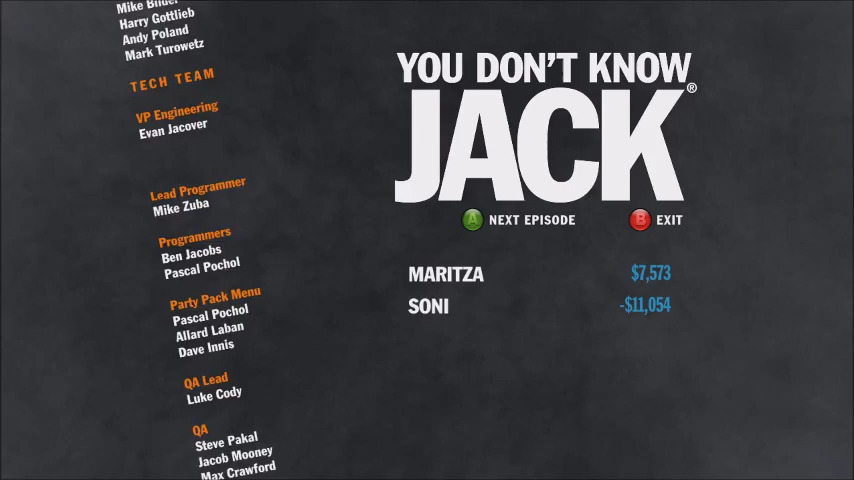 Mike Bilder
Harry Gottlieb
Andy Poland
Mark Turowetz
TECH TEAM
VP Engineering
Evan Jacover
Lead Programmer
Mike Zuba
Programmers
Ben Jacobs
Pascal Pochol
Party Pack Menu
Pascal Pochol
Allard Laban
Dave Innis
QA Lead
Luke Cody
QA
Steve Pakal
Jacob Mooney
Max Crawford
YOU DON'T KNOW
JACK®
A NEXT EPISODE B EXIT
MARITZA $7,573
SONI -$11,054